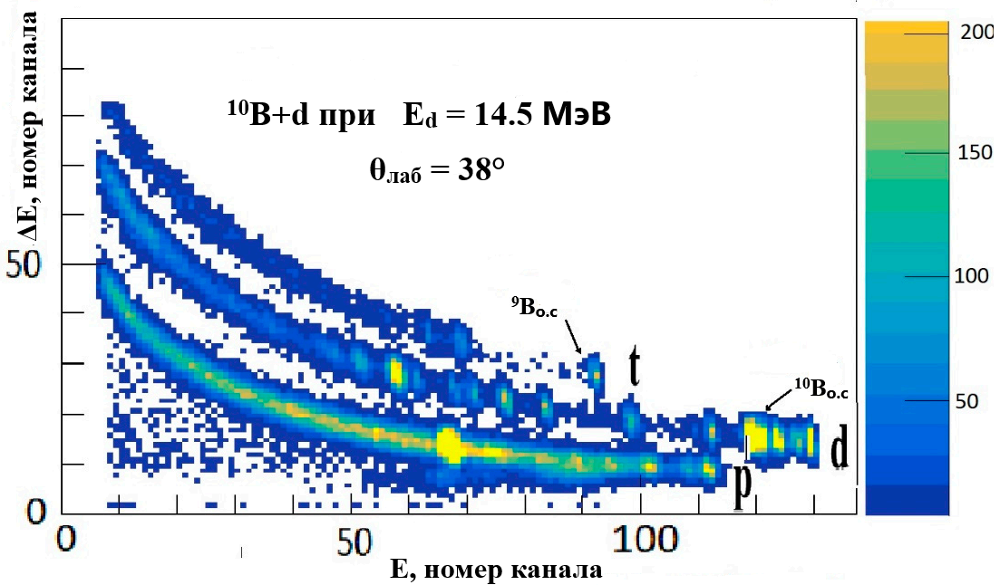 ΔE, номер канала
¹⁰B+d при E_d = 14.5 МэВ
θ_лаб = 38°
⁹B_о.с
t
¹⁰B_о.с
d
p
50
0
0
50
100
E, номер канала
200
150
100
50